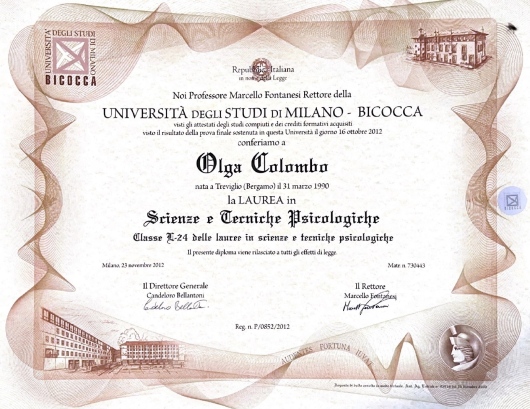 UNIVERSITÀ DEGLI STUDI DI MILANO
BICOCCA
Repubblica Italiana
in nome della Legge
Noi Professore Marcello Fontanesi Rettore della
UNIVERSITÀ DEGLI STUDI DI MILANO - BICOCCA
visti gli attestati degli studi compiuti e dei crediti formativi acquisiti
visto il risultato della prova finale sostenuta in questa Università il giorno 16 ottobre 2012
conferiamo a
Olga Colombo
nata a Treviglio (Bergamo) il 31 marzo 1990
la LAUREA in
Scienze e Tecniche Psicologiche
Classe L-24 delle lauree in scienze e tecniche psicologiche
Il presente diploma viene rilasciato a tutti gli effetti di legge.
Milano, 23 novembre 2012
Matr. n. 730443
Il Direttore Generale
Candeloro Bellantoni
Candeloro Bellantoni
Il Rettore
Marcello Fontanesi
Reg. n. P/0852/2012
AUDENTES FORTUNA IUVAT